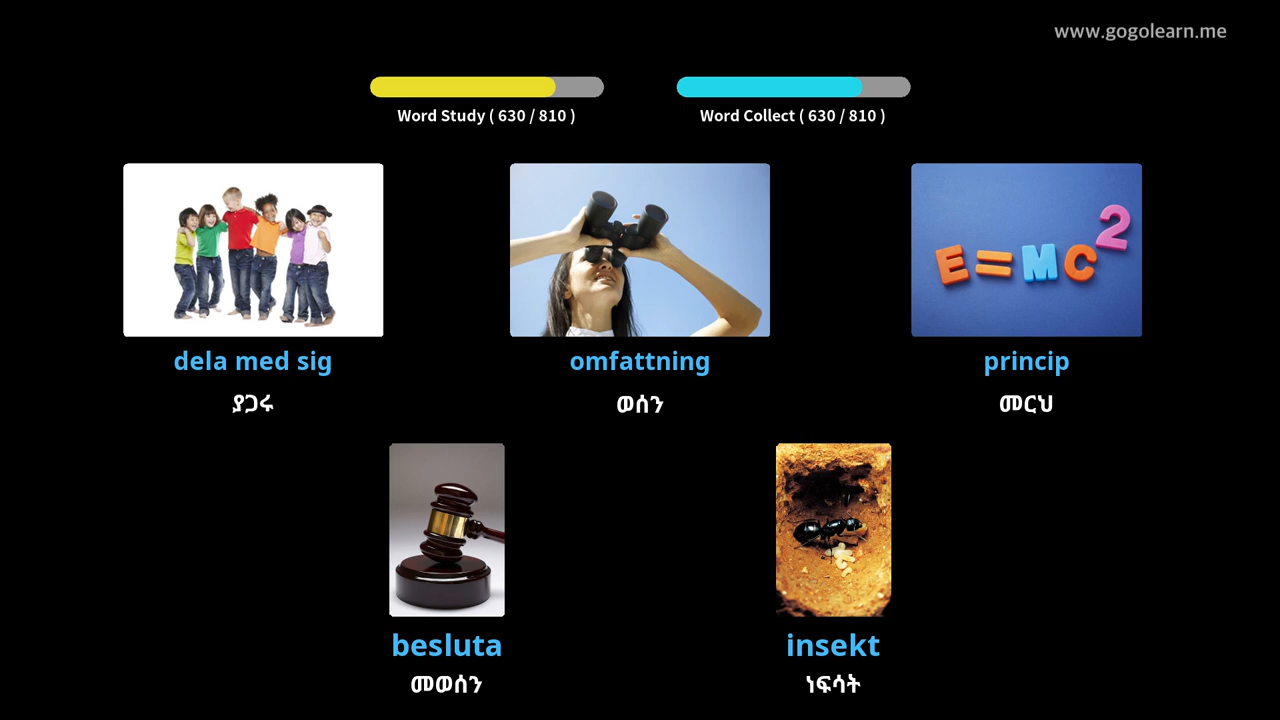 www.gogolearn.me
Word Study ( 630 / 810 )
Word Collect ( 630 / 810 )
E=MC2
dela med sig
omfattning
princip
ያጋሩ
ወሰን
መርህ
besluta
insekt
መወሰን
ነፍሳት